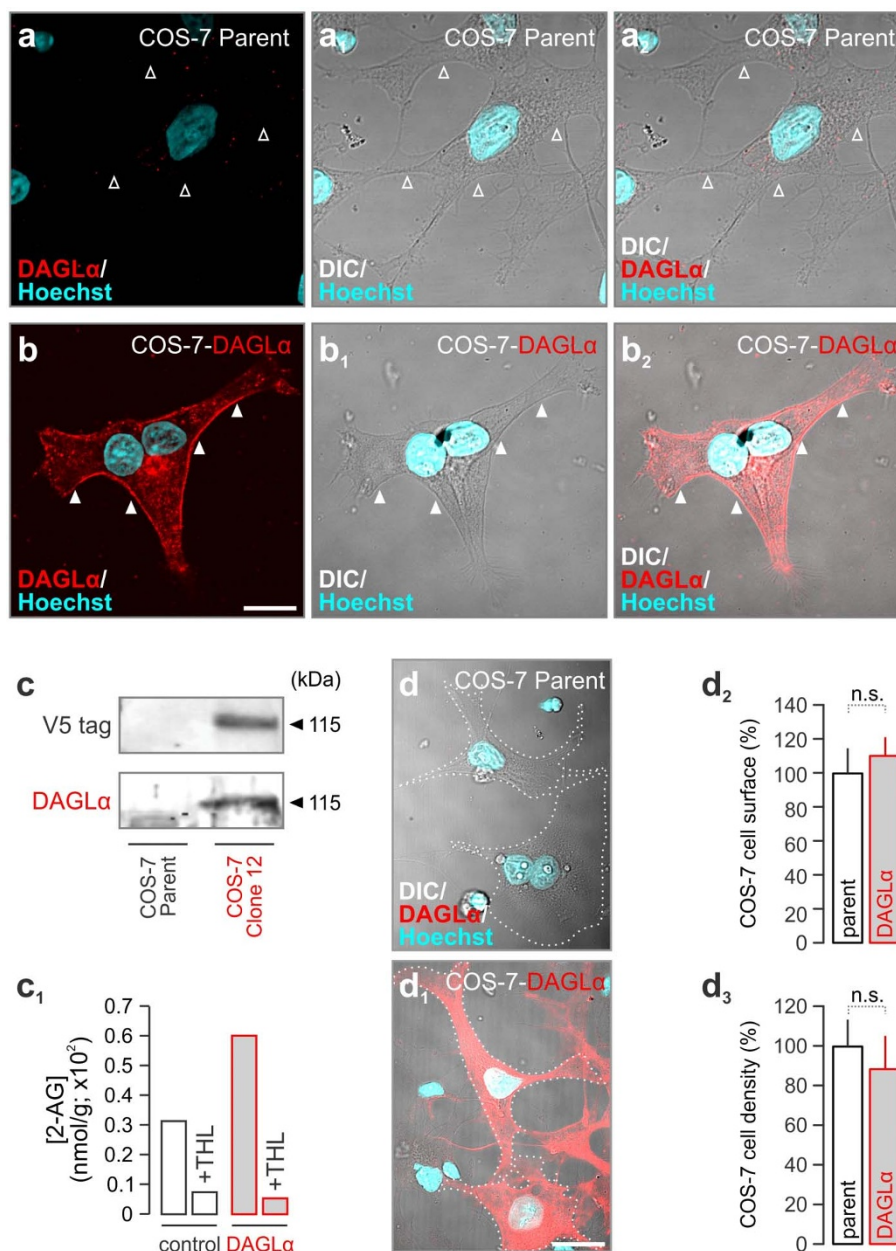 a
COS-7 Parent
DAGLα/
Hoechst
a₁
COS-7 Parent
DIC/
Hoechst
a₂
COS-7 Parent
DIC/
DAGLα/
Hoechst
b
COS-7-DAGLα
DAGLα/
Hoechst
b₁
COS-7-DAGLα
DIC/
Hoechst
b₂
COS-7-DAGLα
DIC/
DAGLα/
Hoechst
c
(kDa)
V5 tag
115
DAGLα
115
COS-7
Parent
COS-7
Clone 12
c₁
[2-AG]
(nmol/g; x10²)
0.7
0.6
0.5
0.4
0.3
0.2
0.1
0
+THL
+THL
control
DAGLα
d
COS-7 Parent
DIC/
DAGLα
Hoechst
d₁
COS-7-DAGLα
d₂
COS-7 cell surface (%)
140
120
100
80
60
40
20
0
n.s.
parent
DAGLα
d₃
COS-7 cell density (%)
120
100
80
60
40
20
0
n.s.
parent
DAGLα